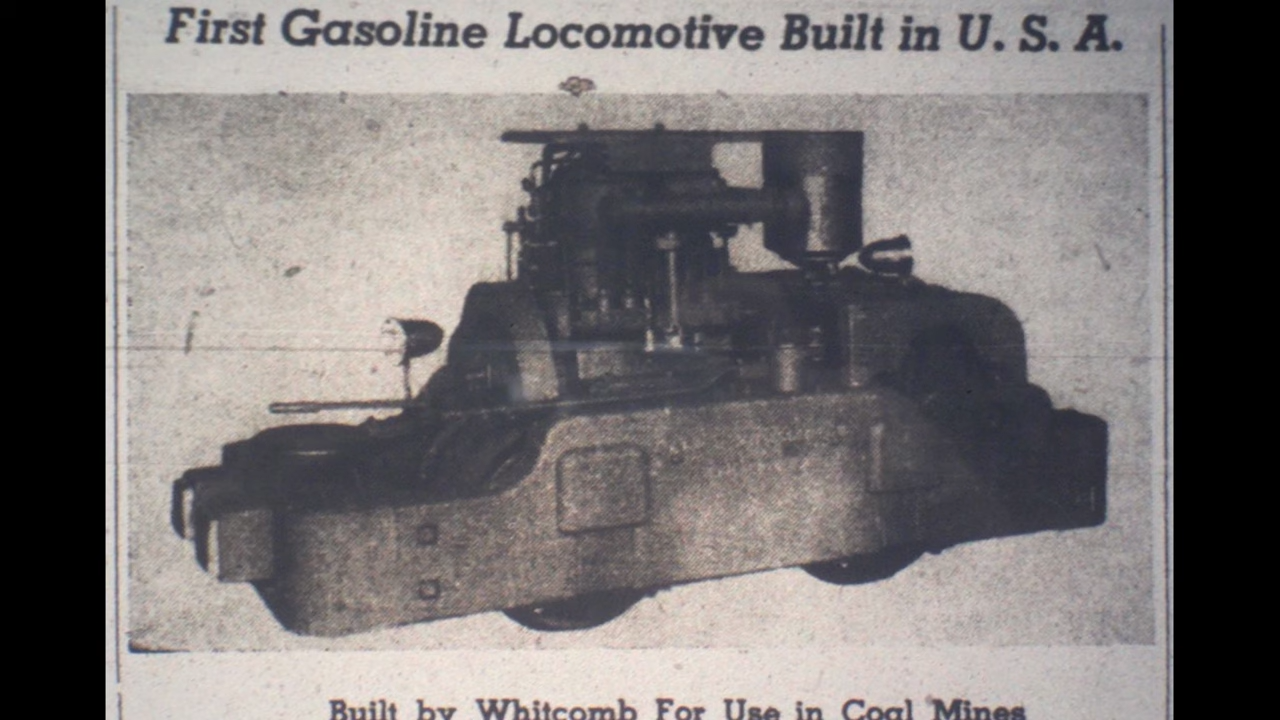 First Gasoline Locomotive Built in U. S. A.
Built by Whitcomb For Use in Coal Mines